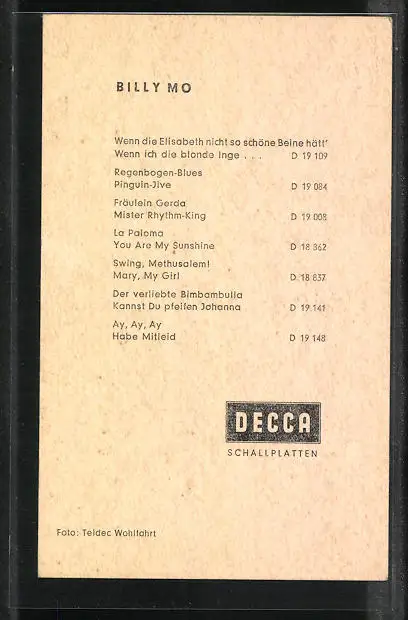 BILLY MO
Wenn die Elisabeth nicht so schöne Beine hätt'
Wenn ich die blonde Inge . . . D 19 109
Regenbogen-Blues
Pinguin-Jive D 19 084
Fräulein Gerda
Mister Rhythm-King D 19 008
La Paloma
You Are My Sunshine D 18 362
Swing, Methusalem!
Mary, My Girl D 18 837
Der verliebte Bimbambulla
Kannst Du pfeifen Johanna D 19 141
Ay, Ay, Ay
Habe Mitleid D 19 148
DECCA
SCHALLPLATTEN
Foto: Teldec Wohlfahrt